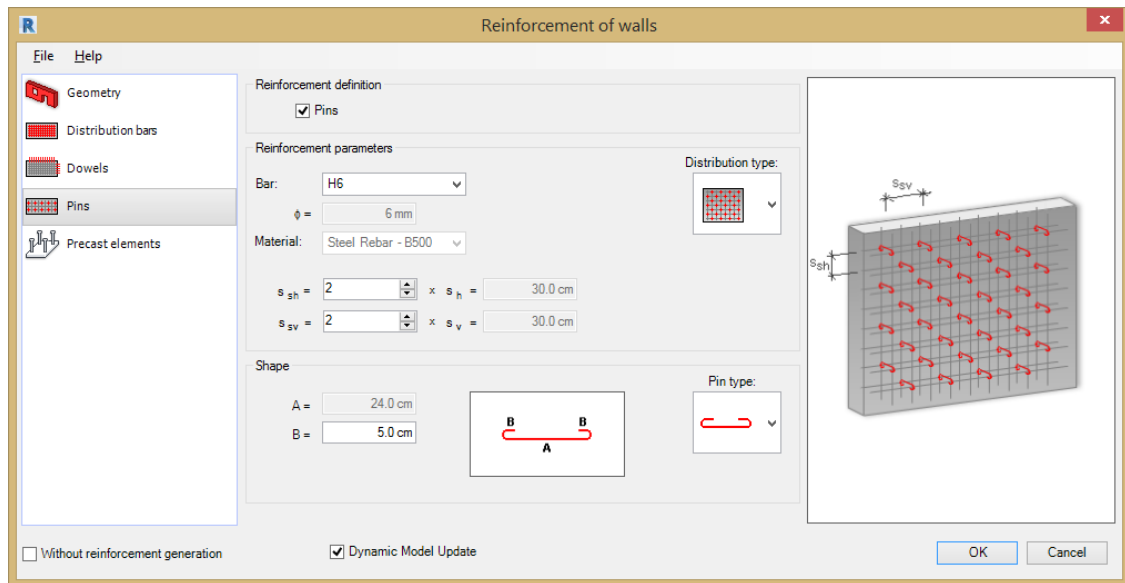 R
Reinforcement of walls
x
File Help
Geometry
Distribution bars
Dowels
Pins
Precast elements
Reinforcement definition
Pins
Reinforcement parameters
Bar: H6
ϕ = 6 mm
Material: Steel Rebar - B500
Distribution type:
s sh = 2 x s h = 30.0 cm
s sv = 2 x s v = 30.0 cm
Shape
A = 24.0 cm
B = 5.0 cm
B B
A
Pin type:
ssv
ssh
Without reinforcement generation
Dynamic Model Update
OK Cancel